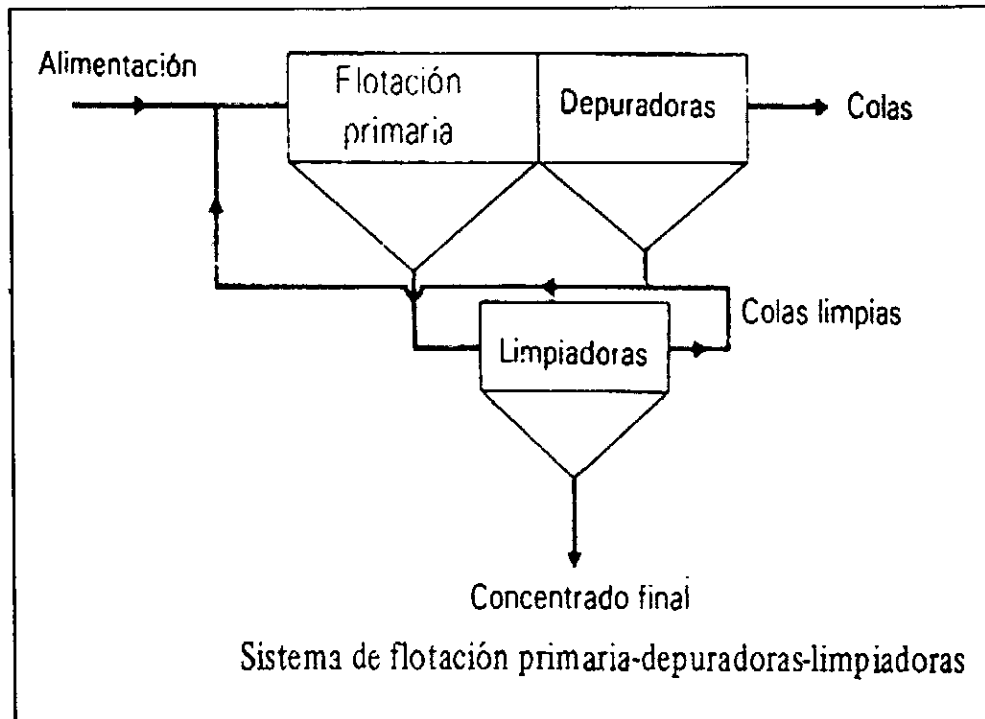 Alimentación
Flotación
primaria
Depuradoras
Colas
Colas limpias
Limpiadoras
Concentrado final
Sistema de flotación primaria-depuradoras-limpiadoras